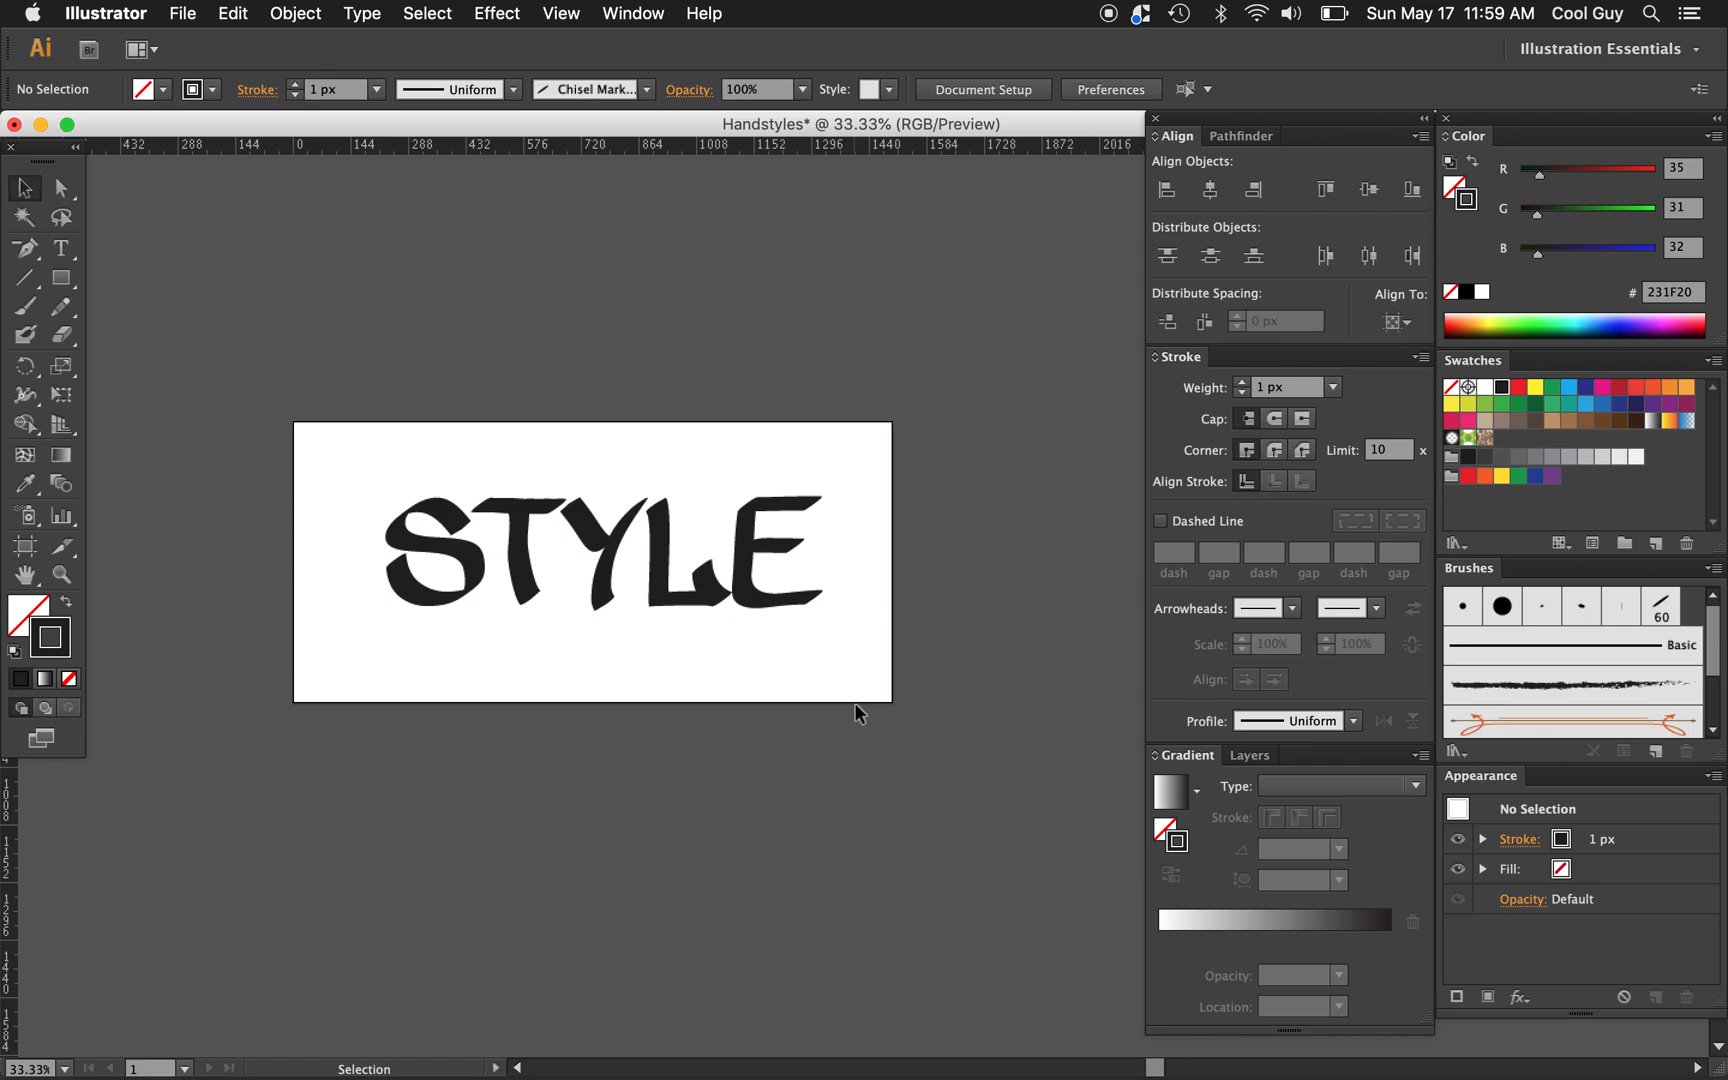 Illustrator File Edit Object Type Select Effect View Window Help Sun May 17 11:59 AM Cool Guy
Ai Br Illustration Essentials
No Selection Stroke: 1 px Uniform Chisel Mark... Opacity: 100% Style: Document Setup Preferences
Handstyles* @ 33.33% (RGB/Preview)
432 288 144 0 144 288 432 576 720 864 1008 1152 1296 1440 1584 1728 1872 2016
Align Pathfinder
Align Objects:
Distribute Objects:
Distribute Spacing: Align To:
0 px
Stroke
Weight: 1 px
Cap:
Corner: Limit: 10 x
Align Stroke:
Dashed Line
dash gap dash gap dash gap
Arrowheads:
Scale: 100% 100%
Align:
Profile: Uniform
Gradient Layers
Type:
Stroke:
Opacity:
Location:
Color
R 35
G 31
B 32
# 231F20
Swatches
Brushes
60
Basic
Appearance
No Selection
Stroke: 1 px
Fill:
Opacity: Default
STYLE
1008
1152
1296
1440
1584
33.33% 1 Selection